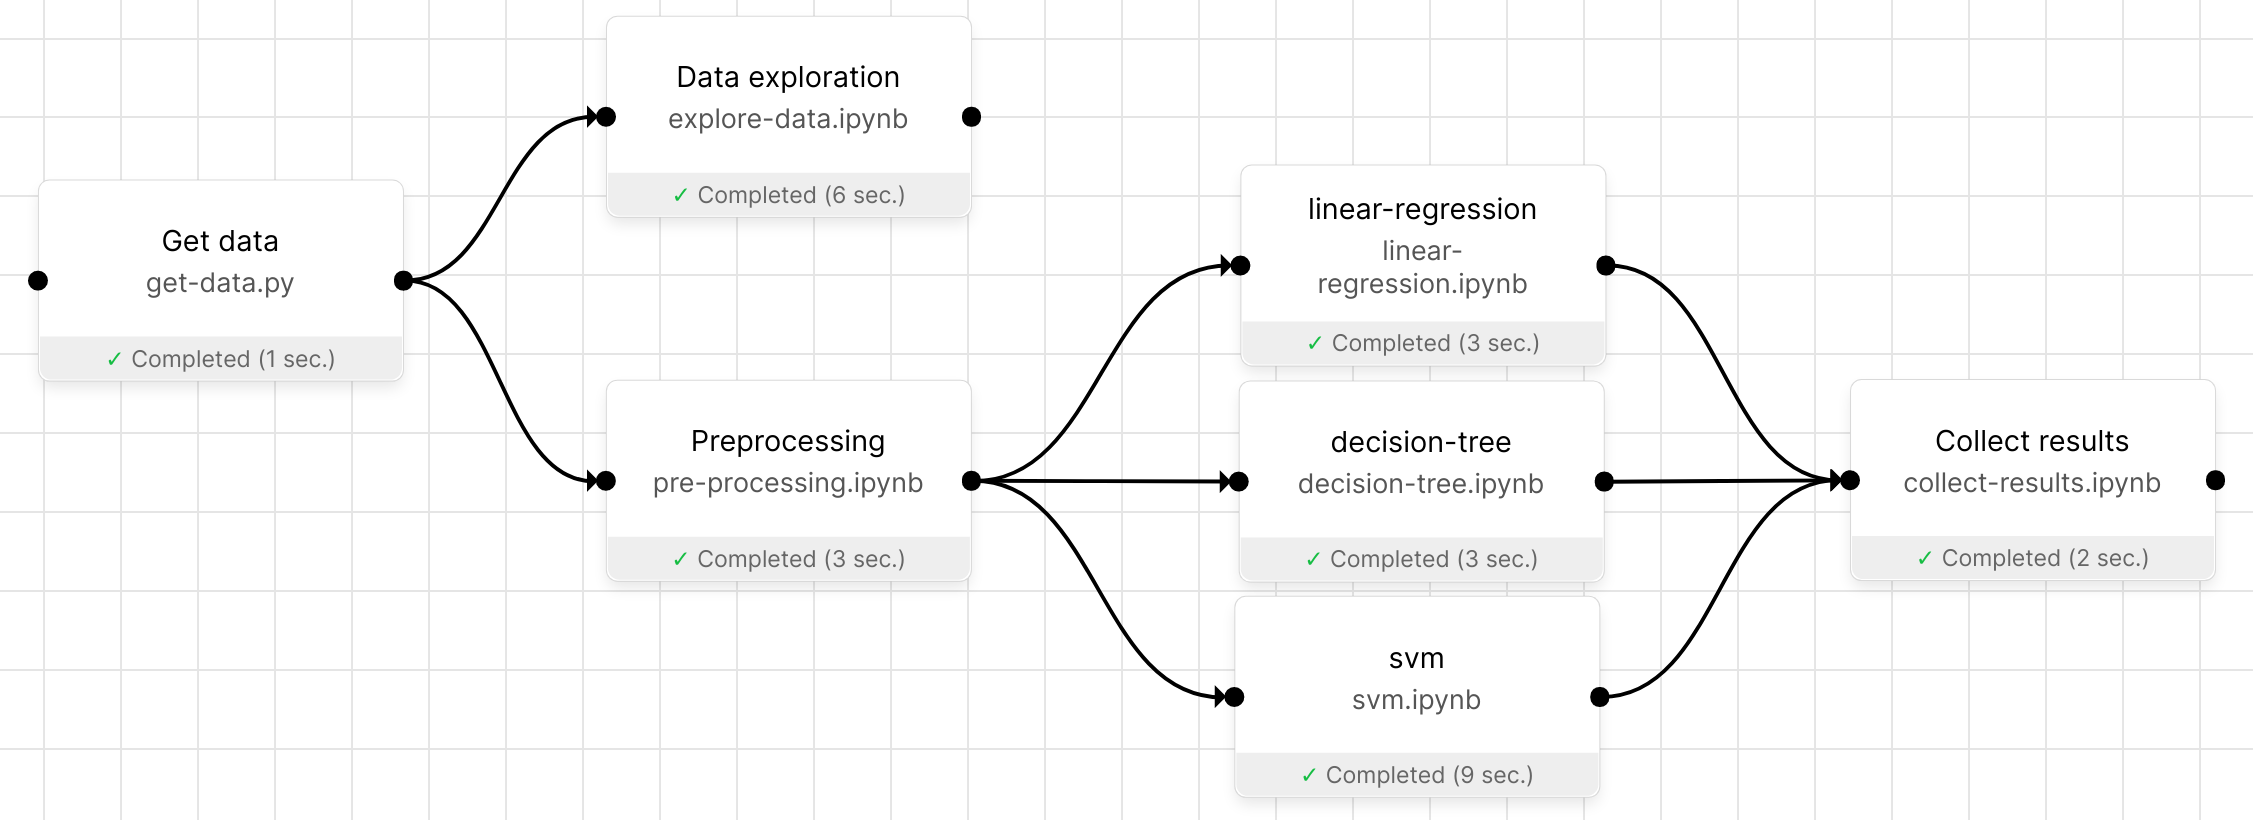 Get data
get-data.py
✓ Completed (1 sec.)
Data exploration
explore-data.ipynb
✓ Completed (6 sec.)
Preprocessing
pre-processing.ipynb
✓ Completed (3 sec.)
linear-regression
linear-
regression.ipynb
✓ Completed (3 sec.)
decision-tree
decision-tree.ipynb
✓ Completed (3 sec.)
svm
svm.ipynb
✓ Completed (9 sec.)
Collect results
collect-results.ipynb
✓ Completed (2 sec.)